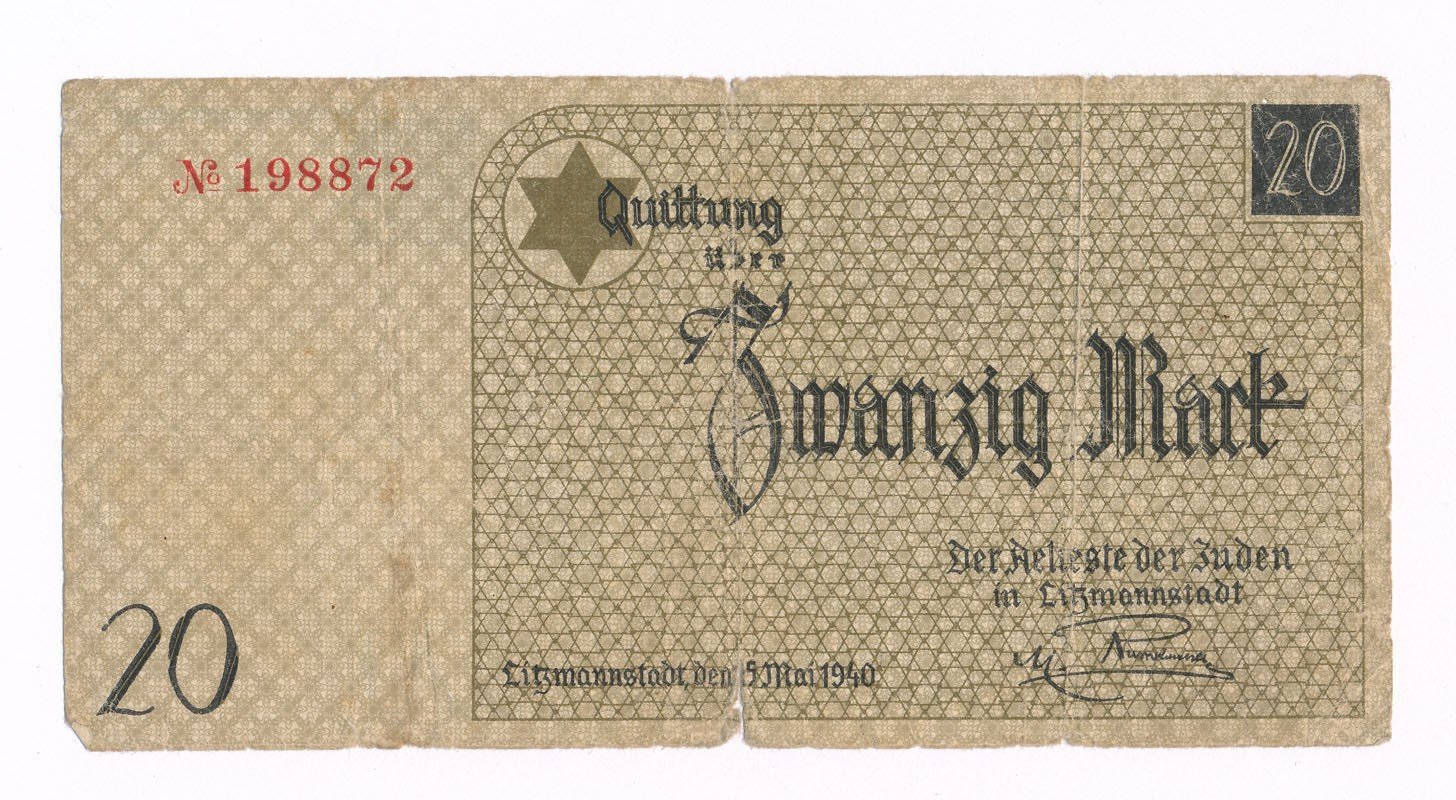 № 198872
20
Quittung
über
Zwanzig Mark
Der Aelteste der Juden
in Litzmannstadt
Litzmannstadt, den 15. Mai 1940
20